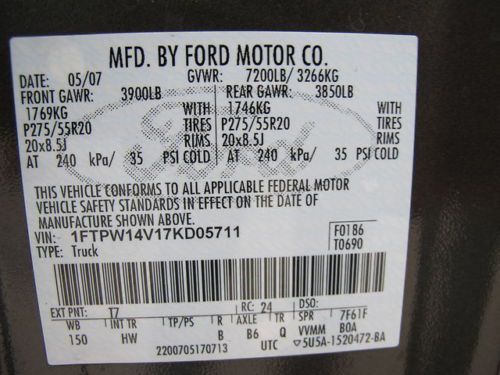 MFD. BY FORD MOTOR CO.
DATE: 05/07 GVWR: 7200LB/ 3266KG
FRONT GAWR: 3900LB REAR GAWR: 3850LB
1769KG WITH 1746KG WITH
P275/55R20 TIRES P275/55R20 TIRES
20x8.5J RIMS 20x8.5J RIMS
AT 240 kPa/ 35 PSI COLD AT 240 kPa/ 35 PSI COLD
Ford
THIS VEHICLE CONFORMS TO ALL APPLICABLE FEDERAL MOTOR
VEHICLE SAFETY STANDARDS IN EFFECT ON THE DATE OF
MANUFACTURE SHOWN ABOVE.
VIN: 1FTPW14V17KD05711 F0186
TYPE: Truck T0690
EXT PNT: T7 RC: 24 DSO:
WB INT TR TP/PS R AXLE TR SPR 7F61F
150 HW B B6 Q VVMM B0A
2200705170713 UTC 5U5A-1520472-BA